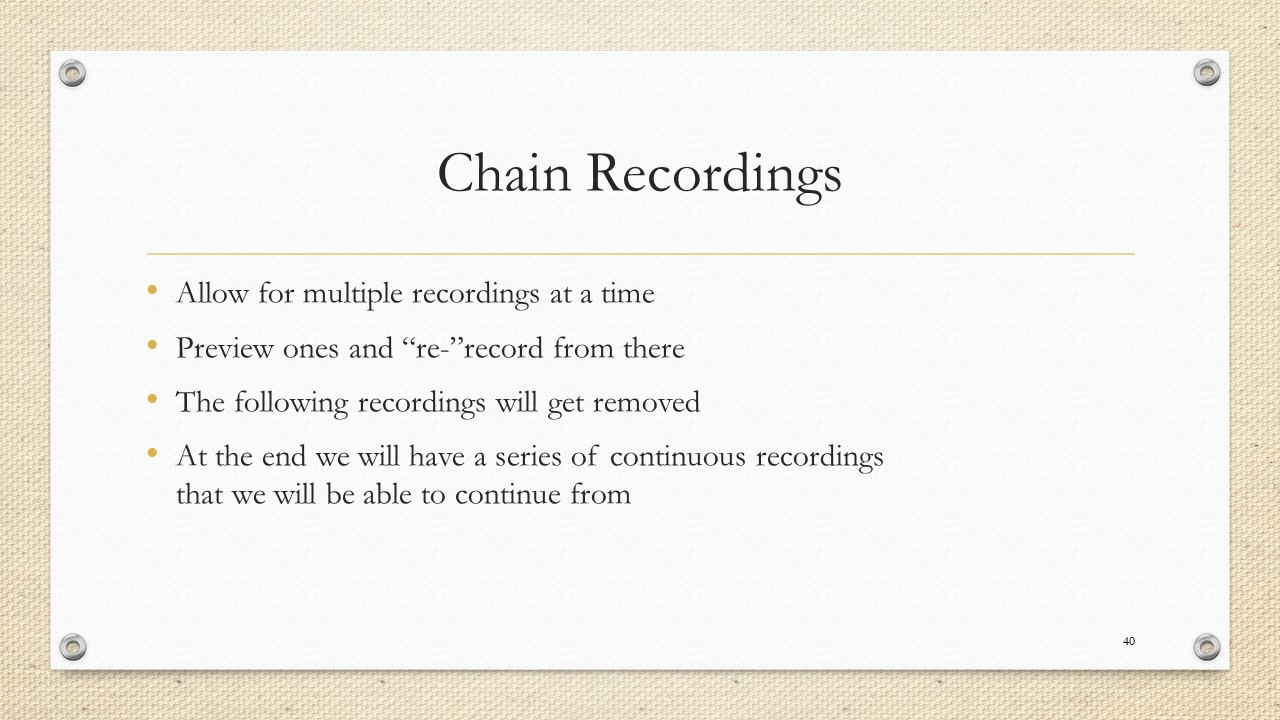 Chain Recordings
• Allow for multiple recordings at a time
• Preview ones and “re-”record from there
• The following recordings will get removed
• At the end we will have a series of continuous recordings
that we will be able to continue from
40